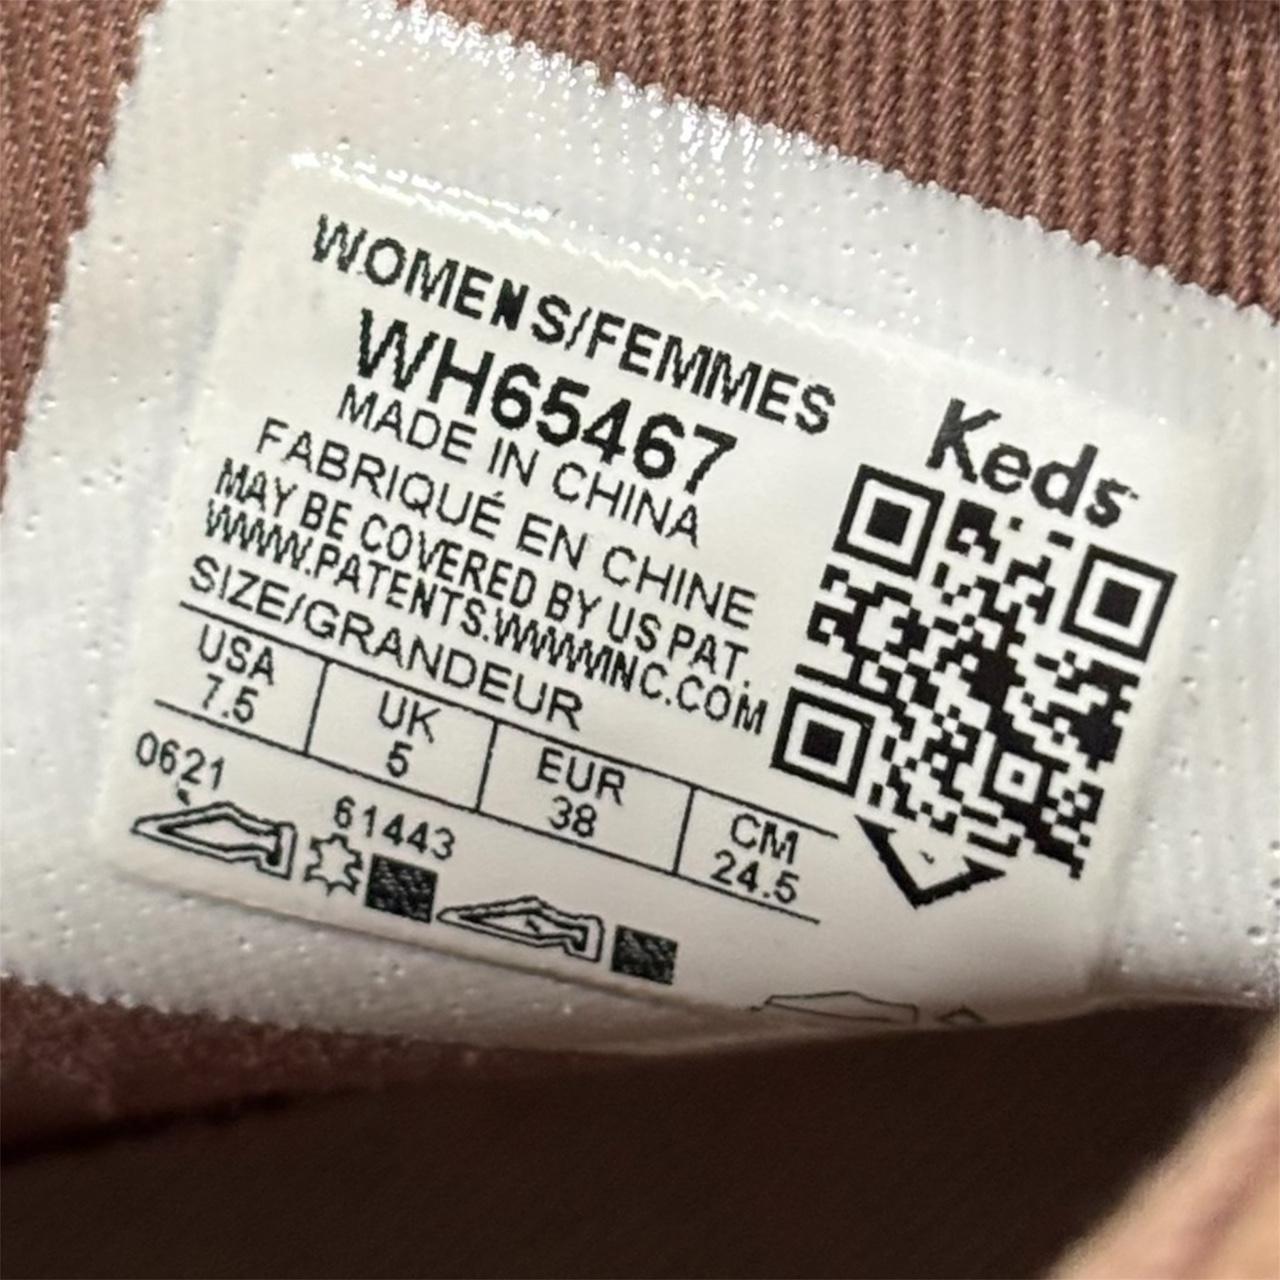 WOMENS/FEMMES
WH65467
MADE IN CHINA
FABRIQUÉ EN CHINE
MAY BE COVERED BY US PAT.
WWW.PATENTS.WWWINC.COM
SIZE/GRANDEUR
USA UK EUR CM
7.5 5 38 24.5
0621 61443
Keds